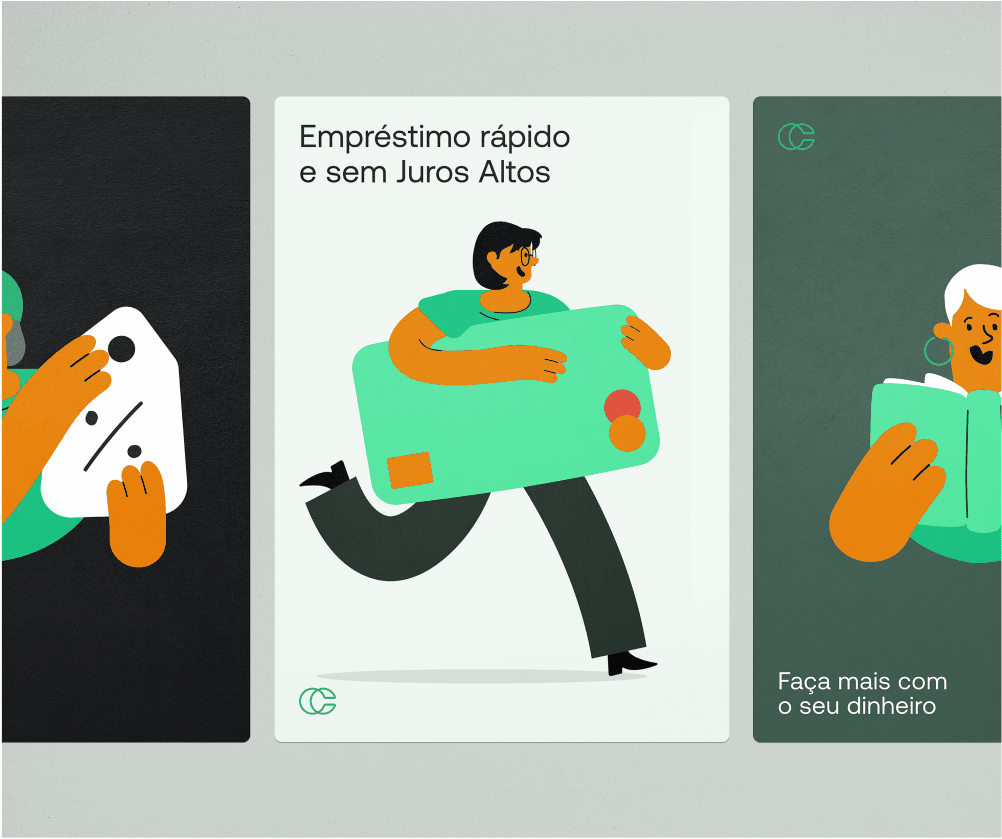 Empréstimo rápido
e sem Juros Altos
Faça mais com
o seu dinheiro